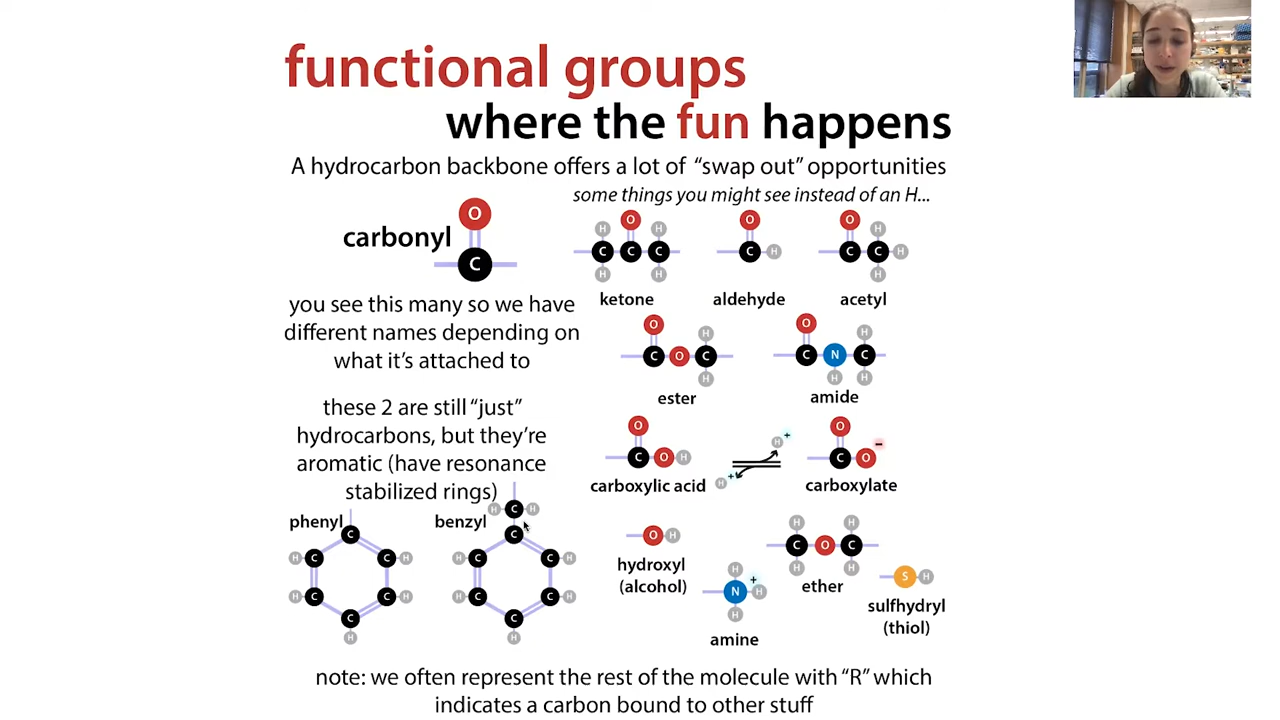 functional groups
where the fun happens
A hydrocarbon backbone offers a lot of “swap out” opportunities
some things you might see instead of an H...
carbonyl
O
C
you see this many so we have
different names depending on
what it’s attached to
H O H
C C C
H H
ketone
O
C H
aldehyde
O H
C C H
H
acetyl
O H
C O C
H
ester
O H
C N C
H H
amide
these 2 are still “just”
hydrocarbons, but they’re
aromatic (have resonance
stabilized rings)
O
C O H
carboxylic acid
H +
H +
O
C O −
carboxylate
phenyl
C
H C C H
H C C H
C
H
benzyl
H C H
C
H C C H
H C C H
C
H
O H
hydroxyl
(alcohol)
H +
N H
H
amine
H H
C O C
H H
ether
S H
sulfhydryl
(thiol)
note: we often represent the rest of the molecule with “R” which
indicates a carbon bound to other stuff